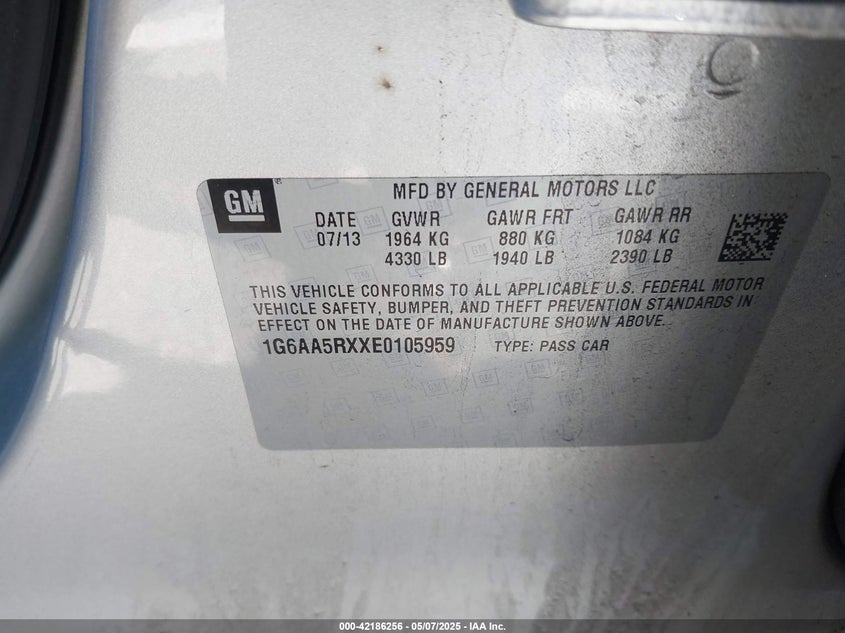 GM
MFD BY GENERAL MOTORS LLC
DATE GVWR GAWR FRT GAWR RR
07/13 1964 KG 880 KG 1084 KG
4330 LB 1940 LB 2390 LB
THIS VEHICLE CONFORMS TO ALL APPLICABLE U.S. FEDERAL MOTOR
VEHICLE SAFETY, BUMPER, AND THEFT PREVENTION STANDARDS IN
EFFECT ON THE DATE OF MANUFACTURE SHOWN ABOVE.
1G6AA5RXXE0105959 TYPE: PASS CAR
000-42186256 - 05/07/2025 - IAA Inc.